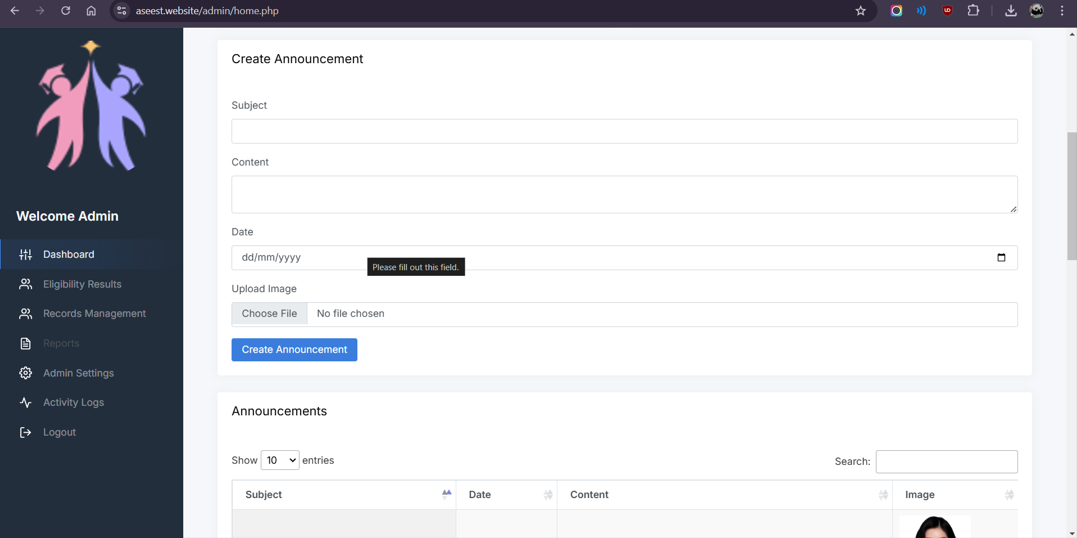 aseest.website/admin/home.php
UD
Create Announcement
Subject
Content
Date
dd/mm/yyyy
Please fill out this field.
Upload Image
Choose File No file chosen
Create Announcement
Welcome Admin
Dashboard
Eligibility Results
Records Management
Reports
Admin Settings
Activity Logs
Logout
Announcements
Show 10 entries
Search:
Subject Date Content Image